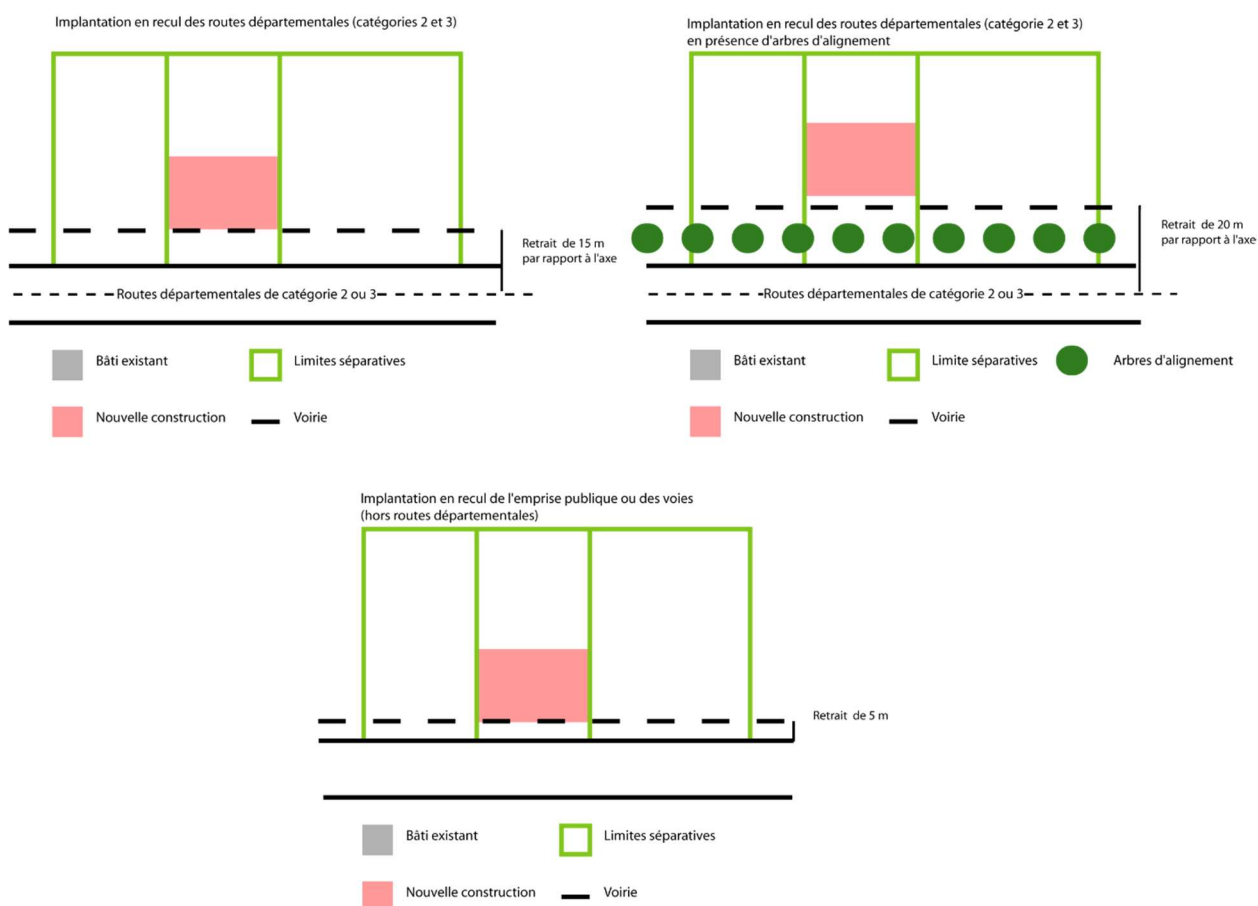 Implantation en recul des routes départementales (catégories 2 et 3)
Retrait de 15 m
par rapport à l'axe
Routes départementales de catégorie 2 ou 3
Bâti existant
Limites séparatives
Nouvelle construction
Voirie
Implantation en recul des routes départementales (catégorie 2 et 3)
en présence d'arbres d'alignement
Retrait de 20 m
par rapport à l'axe
Routes départementales de catégorie 2 ou 3
Bâti existant
Limite séparatives
Arbres d'alignement
Nouvelle construction
Voirie
Implantation en recul de l'emprise publique ou des voies
(hors routes départementales)
Retrait de 5 m
Bâti existant
Limites séparatives
Nouvelle construction
Voirie